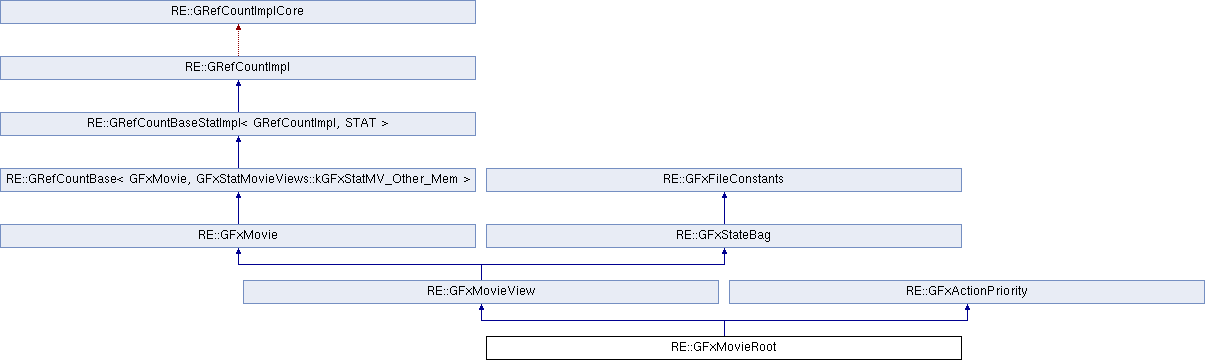 RE::GRefCountImplCore
RE::GRefCountImpl
RE::GRefCountBaseStatImpl< GRefCountImpl, STAT >
RE::GRefCountBase< GFxMovie, GFxStatMovieViews::kGFxStatMV_Other_Mem >
RE::GFxFileConstants
RE::GFxMovie
RE::GFxStateBag
RE::GFxMovieView
RE::GFxActionPriority
RE::GFxMovieRoot